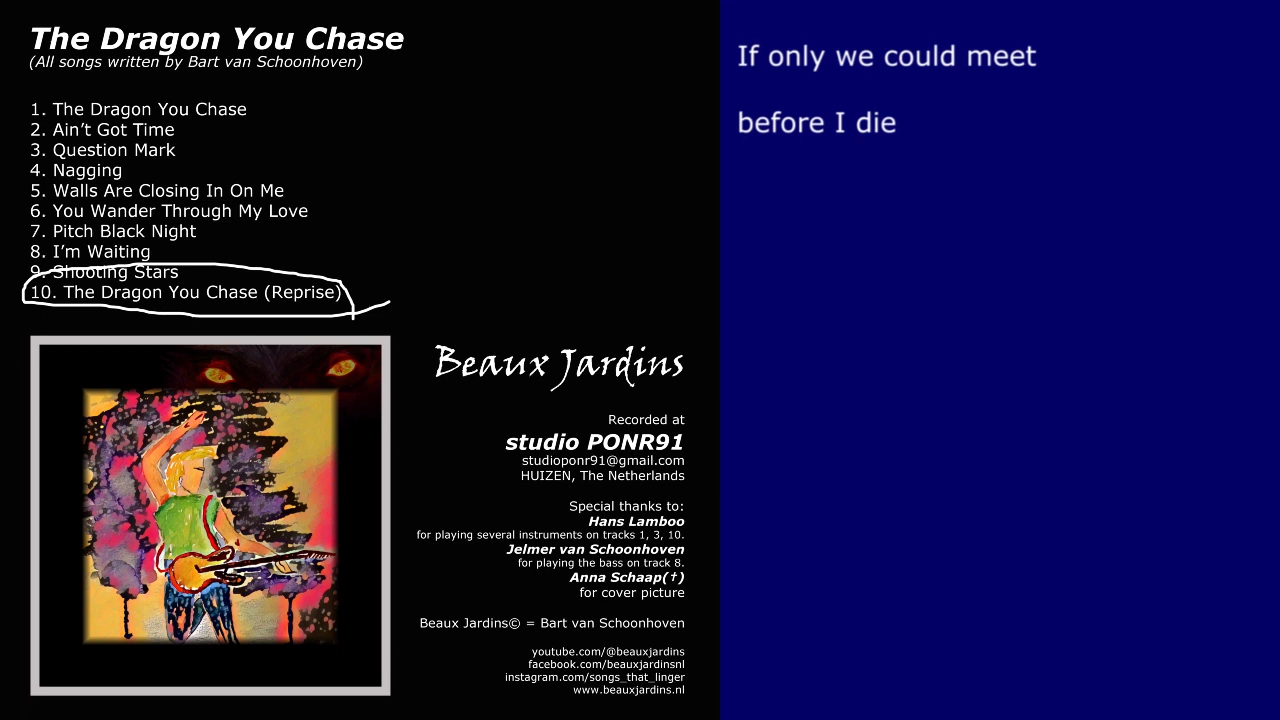 The Dragon You Chase
(All songs written by Bart van Schoonhoven)
1. The Dragon You Chase
2. Ain't Got Time
3. Question Mark
4. Nagging
5. Walls Are Closing In On Me
6. You Wander Through My Love
7. Pitch Black Night
8. I'm Waiting
9. Shooting Stars
10. The Dragon You Chase (Reprise)
Beaux Jardins
Recorded at
studio PONR91
studioponr91@gmail.com
HUIZEN, The Netherlands
Special thanks to:
Hans Lamboo
for playing several instruments on tracks 1, 3, 10.
Jelmer van Schoonhoven
for playing the bass on track 8.
Anna Schaap(†)
for cover picture
Beaux Jardins© = Bart van Schoonhoven
youtube.com/@beauxjardins
facebook.com/beauxjardinsnl
instagram.com/songs_that_linger
www.beauxjardins.nl
If only we could meet
before I die